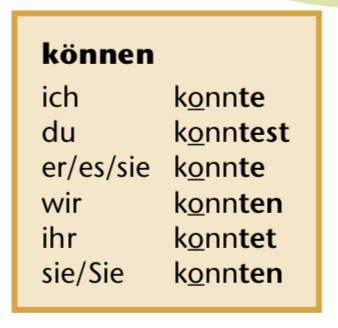 können
ich konnte
du konntest
er/es/sie konnte
wir konnten
ihr konntet
sie/Sie konnten